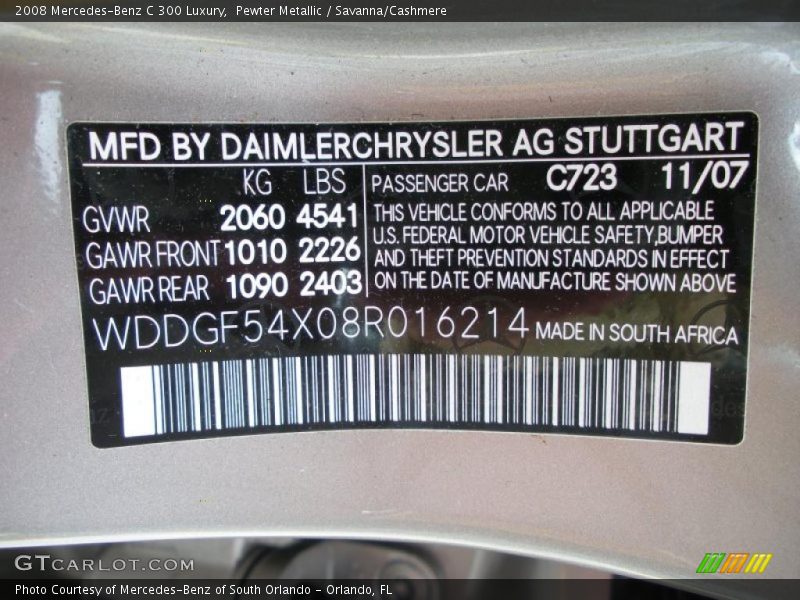 2008 Mercedes-Benz C 300 Luxury, Pewter Metallic / Savanna/Cashmere
MFD BY DAIMLERCHRYSLER AG STUTTGART
KG LBS
GVWR 2060 4541
GAWR FRONT 1010 2226
GAWR REAR 1090 2403
PASSENGER CAR C723 11/07
THIS VEHICLE CONFORMS TO ALL APPLICABLE
U.S. FEDERAL MOTOR VEHICLE SAFETY,BUMPER
AND THEFT PREVENTION STANDARDS IN EFFECT
ON THE DATE OF MANUFACTURE SHOWN ABOVE
WDDGF54X08R016214 MADE IN SOUTH AFRICA
GTCARLOT.COM
Photo Courtesy of Mercedes-Benz of South Orlando - Orlando, FL